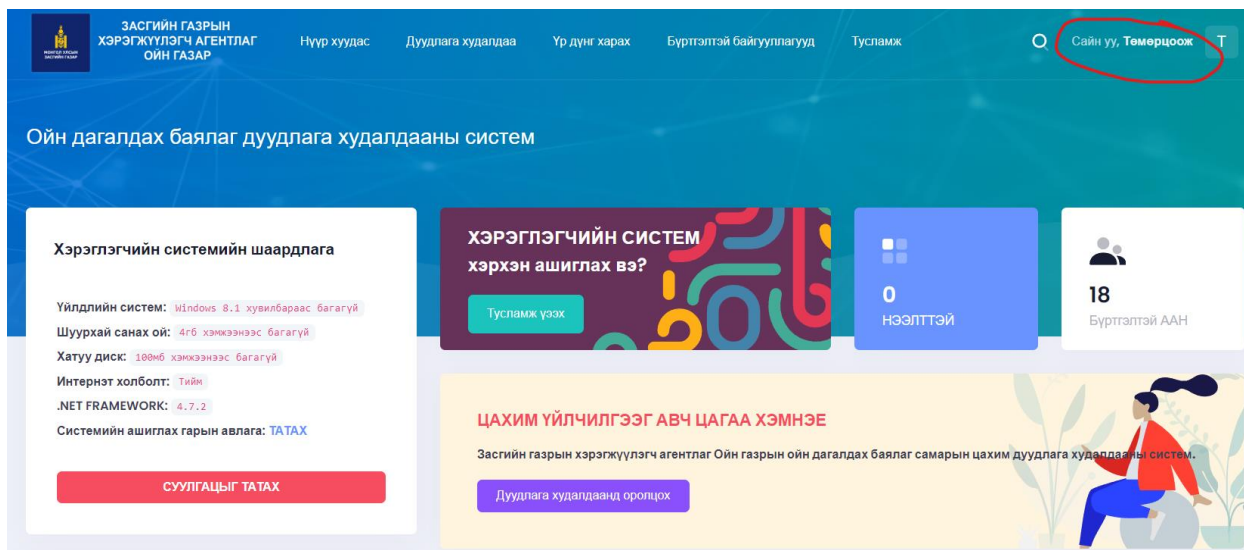 МОНГОЛ УЛСЫН
ЗАСГИЙН ГАЗАР
ЗАСГИЙН ГАЗРЫН
ХЭРЭГЖҮҮЛЭГЧ АГЕНТЛАГ
ОЙН ГАЗАР
Нүүр хуудас Дуудлага худалдаа Үр дүнг харах Бүртгэлтэй байгууллагууд Тусламж
Сайн уу, Төмөрцоож T
Ойн дагалдах баялаг дуудлага худалдааны систем
Хэрэглэгчийн системийн шаардлага
Үйлдлийн систем: Windows 8.1 хувилбараас багагүй
Шуурхай санах ой: 4гб хэмжээнээс багагүй
Хатуу диск: 100мб хэмжээнээс багагүй
Интернэт холболт: Тийм
.NET FRAMEWORK: 4.7.2
Системийн ашиглах гарын авлага: ТАТАХ
СУУЛГАЦЫГ ТАТАХ
ХЭРЭГЛЭГЧИЙН СИСТЕМ
хэрхэн ашиглах вэ?
Тусламж үзэх
0
НЭЭЛТТЭЙ
18
Бүртгэлтэй ААН
ЦАХИМ ҮЙЛЧИЛГЭЭГ АВЧ ЦАГАА ХЭМНЭЕ
Засгийн газрын хэрэгжүүлэгч агентлаг Ойн газрын ойн дагалдах баялаг самарын цахим дуудлага худалдааны систем.
Дуудлага худалдаанд оролцох